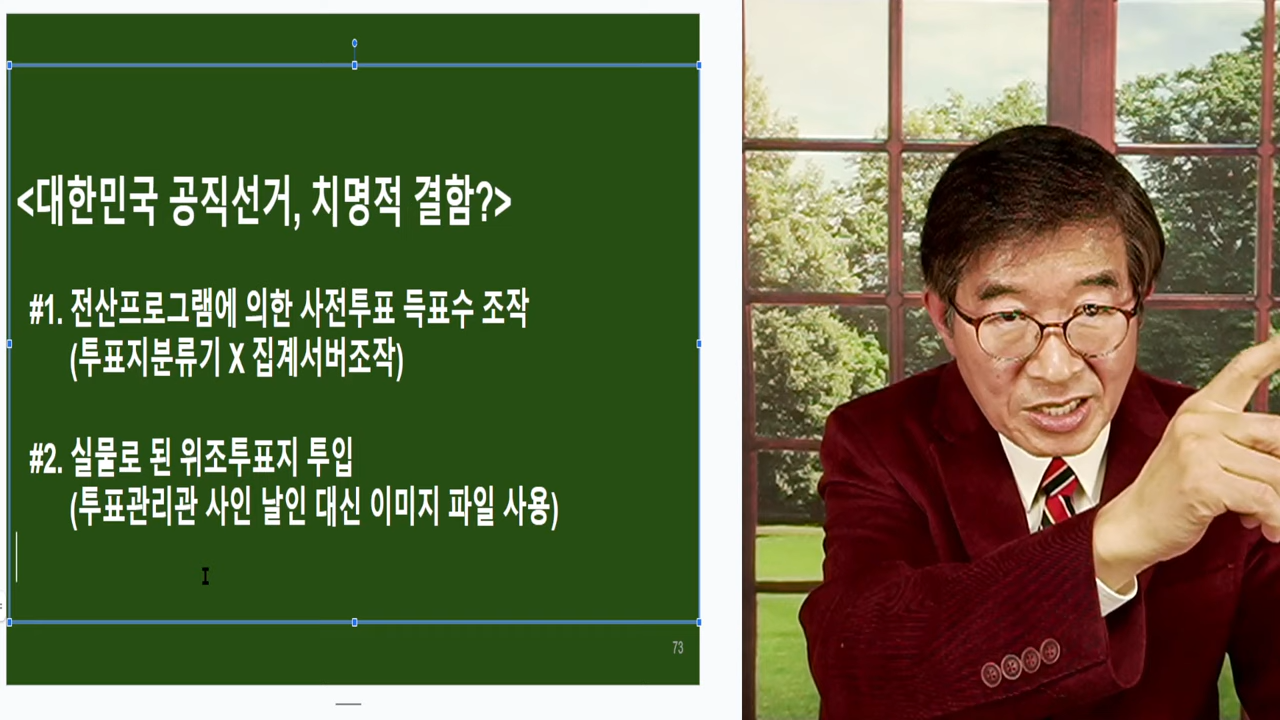 <대한민국 공직선거, 치명적 결함?>
#1. 전산프로그램에 의한 사전투표 득표수 조작
(투표지분류기 X 집계서버조작)
#2. 실물로 된 위조투표지 투입
(투표관리관 사인 날인 대신 이미지 파일 사용)
73